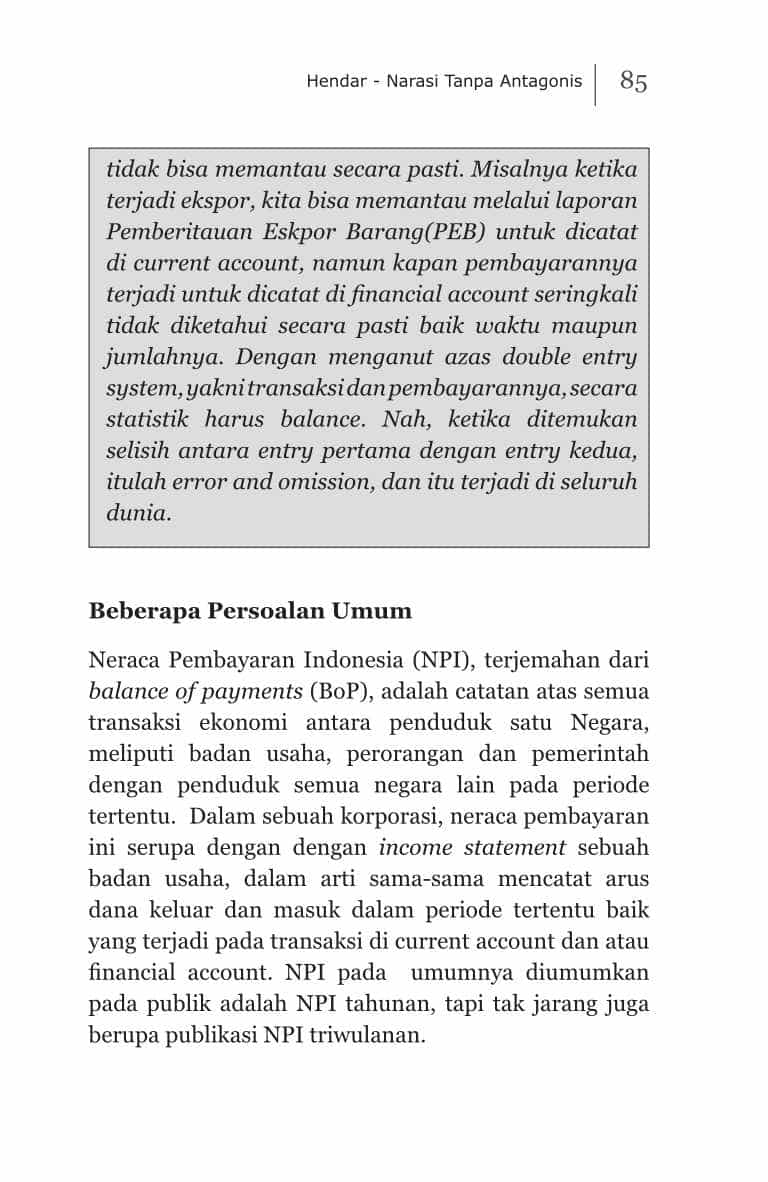 Hendar - Narasi Tanpa Antagonis 85
tidak bisa memantau secara pasti. Misalnya ketika
terjadi ekspor, kita bisa memantau melalui laporan
Pemberitauan Eskpor Barang(PEB) untuk dicatat
di current account, namun kapan pembayarannya
terjadi untuk dicatat di financial account seringkali
tidak diketahui secara pasti baik waktu maupun
jumlahnya. Dengan menganut azas double entry
system, yakni transaksi dan pembayarannya, secara
statistik harus balance. Nah, ketika ditemukan
selisih antara entry pertama dengan entry kedua,
itulah error and omission, dan itu terjadi di seluruh
dunia.
Beberapa Persoalan Umum
Neraca Pembayaran Indonesia (NPI), terjemahan dari
balance of payments (BoP), adalah catatan atas semua
transaksi ekonomi antara penduduk satu Negara,
meliputi badan usaha, perorangan dan pemerintah
dengan penduduk semua negara lain pada periode
tertentu. Dalam sebuah korporasi, neraca pembayaran
ini serupa dengan dengan income statement sebuah
badan usaha, dalam arti sama-sama mencatat arus
dana keluar dan masuk dalam periode tertentu baik
yang terjadi pada transaksi di current account dan atau
financial account. NPI pada umumnya diumumkan
pada publik adalah NPI tahunan, tapi tak jarang juga
berupa publikasi NPI triwulanan.